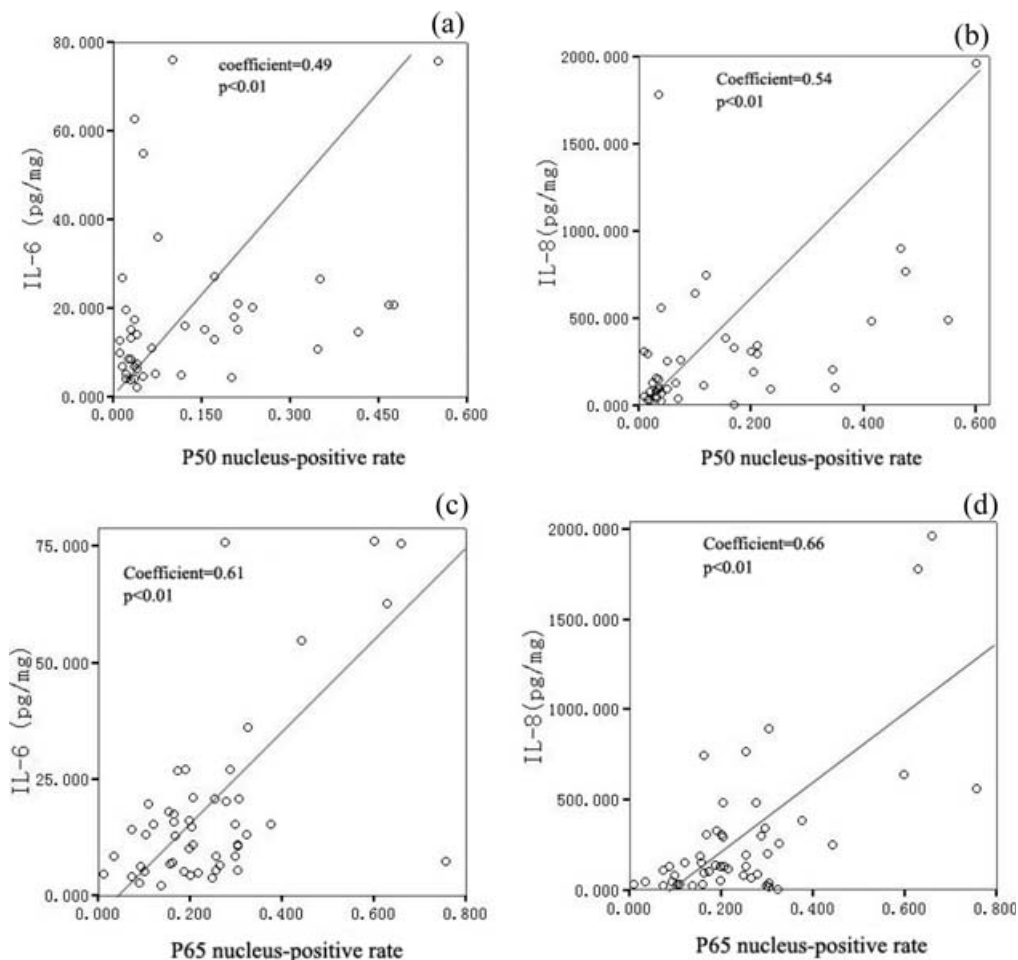 (a)
80.000
60.000
40.000
20.000
0.000
IL-6 (pg/mg)
coefficient=0.49
p<0.01
0.000 0.150 0.300 0.450 0.600
P50 nucleus-positive rate
(b)
2000.000
1500.000
1000.000
500.000
0.000
IL-8(pg/mg)
Coefficient=0.54
p<0.01
0.000 0.200 0.400 0.600
P50 nucleus-positive rate
(c)
75.000
50.000
25.000
0.000
IL-6 (pg/mg)
Coefficient=0.61
p<0.01
0.000 0.200 0.400 0.600 0.800
P65 nucleus-positive rate
(d)
2000.000
1500.000
1000.000
500.000
0.000
IL-8(pg/mg)
Coefficient=0.66
p<0.01
0.000 0.200 0.400 0.600 0.800
P65 nucleus-positive rate